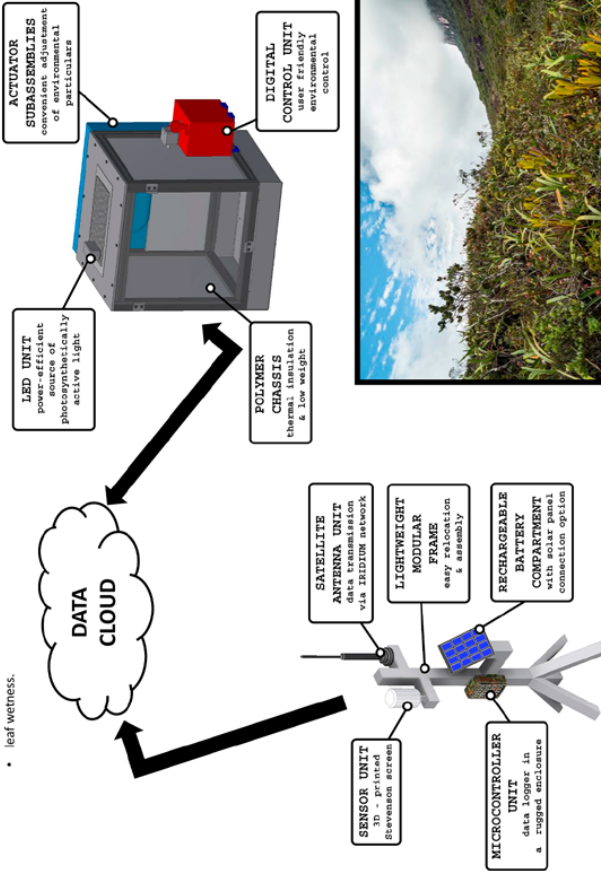 • leaf wetness.
DATA
CLOUD
LED UNIT
power-efficient
source of
photosynthetically
active light
ACTUATOR
SUBASSEMBLIES
convenient adjustment
of environmental
particulars
POLYMER
CHASSIS
thermal insulation
& low weight
DIGITAL
CONTROL UNIT
user friendly
environmental
control
SENSOR UNIT
3D - printed
Stevenson screen
SATELLITE
ANTENNA UNIT
data transmission
via IRIDIUM network
LIGHTWEIGHT
MODULAR
FRAME
easy relocation
& assembly
MICROCONTROLLER
UNIT
data logger in
a rugged enclosure
RECHARGEABLE
BATTERY
COMPARTMENT
with solar panel
connection option